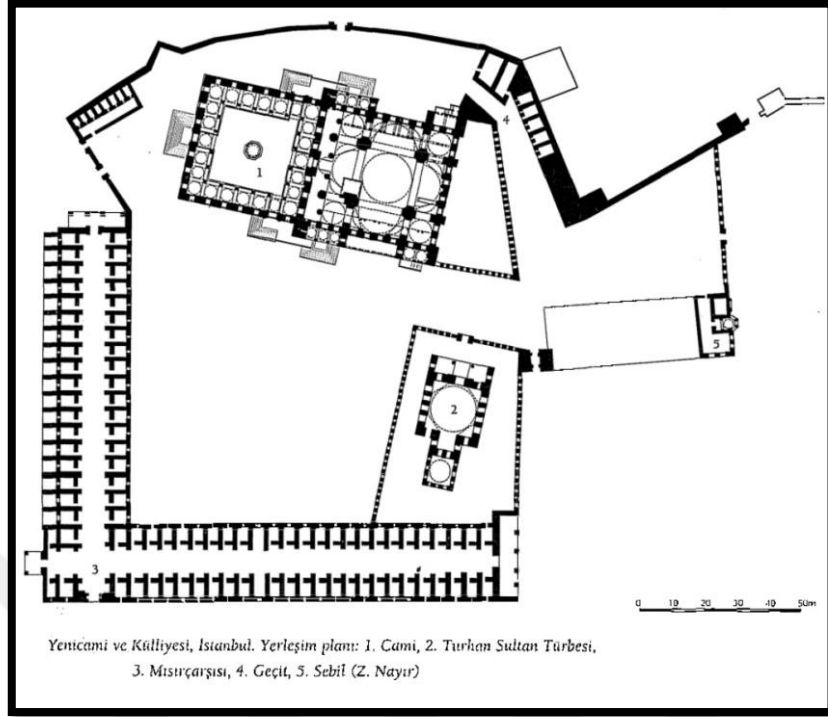 1
4
5
2
3
0 10 20 30 40 50m
Yenicami ve Külliyesi, İstanbul. Yerleşim planı: 1. Cami, 2. Turhan Sultan Türbesi,
3. Mısırçarşısı, 4. Geçit, 5. Sebil (Z. Nayır)